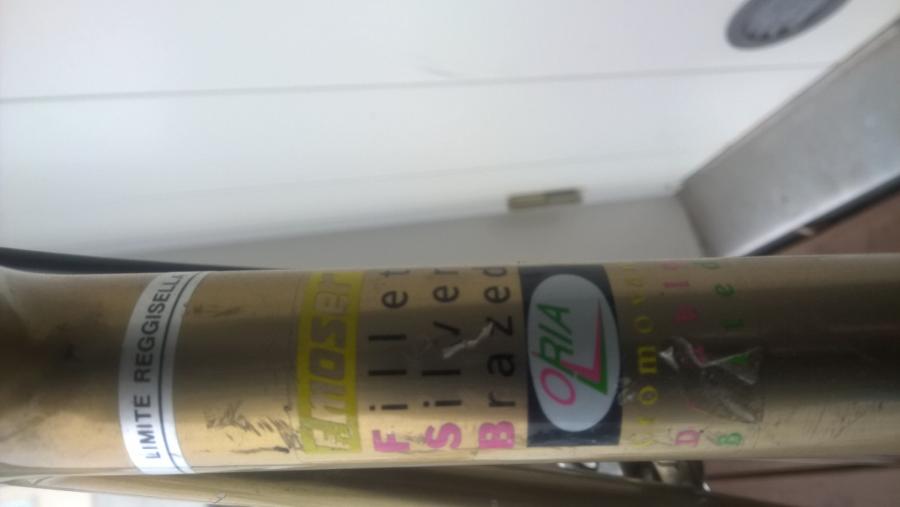 LIMITE REGGISELLA
F.MOSER
Fillet
Silver
Brazed
ORIA